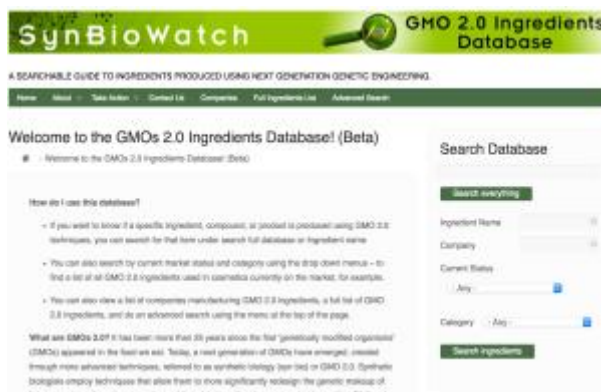 SynBioWatch
GMO 2.0 Ingredients
Database
A SEARCHABLE GUIDE TO INGREDIENTS PRODUCED USING NEXT GENERATION GENETIC ENGINEERING.
Home About Take Action Contact Us Companies Full Ingredients List Advanced Search
Welcome to the GMOs 2.0 Ingredients Database! (Beta)
- Welcome to the GMOs 2.0 Ingredients Database! (Beta)
How do I use this database?
• If you want to know if a specific ingredient, compound, or product is produced using GMO 2.0
techniques, you can search for that item under search full database or ingredient name
• You can also search by current market status and category using the drop down menus – to
find a list of all GMO 2.0 ingredients used in cosmetics currently on the market, for example.
• You can also view a list of companies manufacturing GMO 2.0 ingredients, a full list of GMO
2.0 ingredients, and do an advanced search using the menu at the top of the page.
What are GMOs 2.0? It has been more than 20 years since the first 'genetically modified organisms'
(GMOs) appeared in the food we eat. Today, a next generation of GMOs have emerged, created
through more advanced techniques, referred to as synthetic biology (syn bio) or GMO 2.0. Synthetic
biologists employ techniques that allow them to more significantly redesign the genetic makeup of
Search Database
Search everything
Ingredient Name
Company
Current Status
- Any -
Category - Any -
Search ingredients